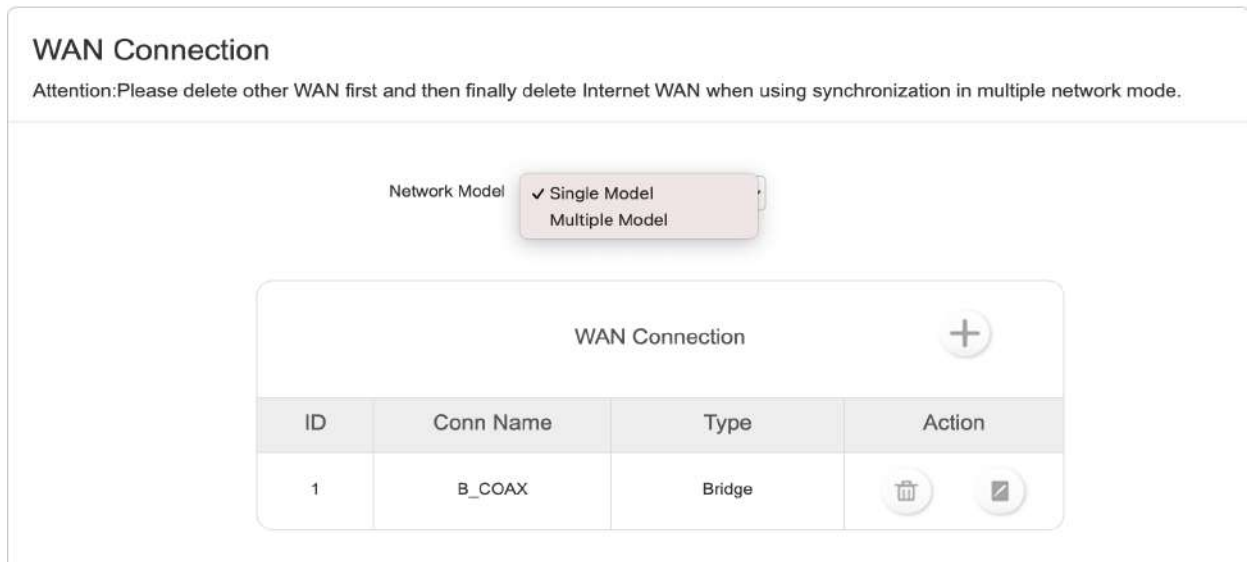 WAN Connection
Attention:Please delete other WAN first and then finally delete Internet WAN when using synchronization in multiple network mode.
Network Model
✓ Single Model
Multiple Model
WAN Connection
ID Conn Name Type Action
1 B_COAX Bridge